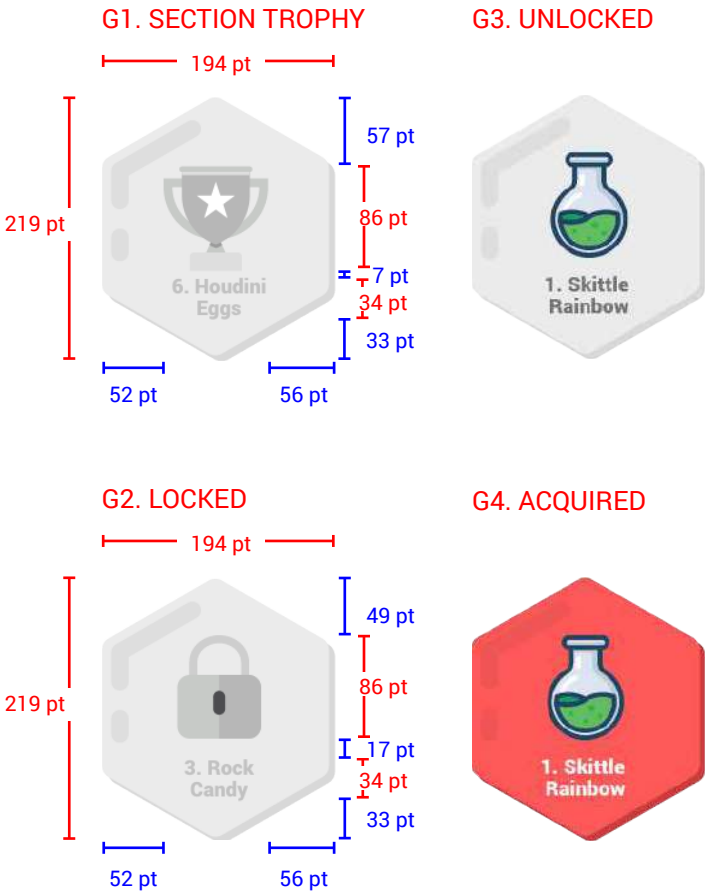 G1. SECTION TROPHY
194 pt
219 pt
57 pt
86 pt
7 pt
34 pt
33 pt
6. Houdini
Eggs
52 pt
56 pt
G3. UNLOCKED
1. Skittle
Rainbow
G2. LOCKED
194 pt
219 pt
49 pt
86 pt
17 pt
34 pt
33 pt
3. Rock
Candy
52 pt
56 pt
G4. ACQUIRED
1. Skittle
Rainbow